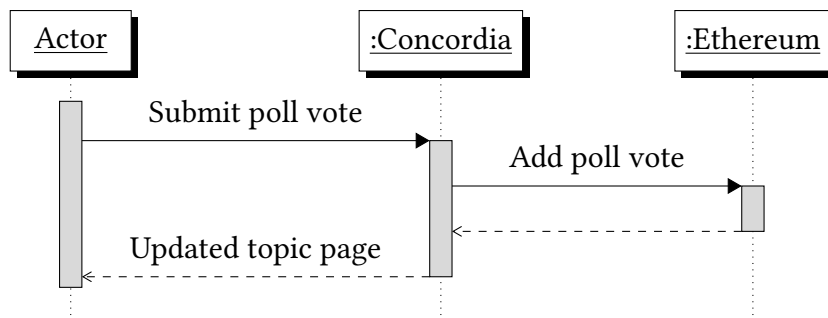 Actor
:Concordia
:Ethereum
Submit poll vote
Add poll vote
Updated topic page